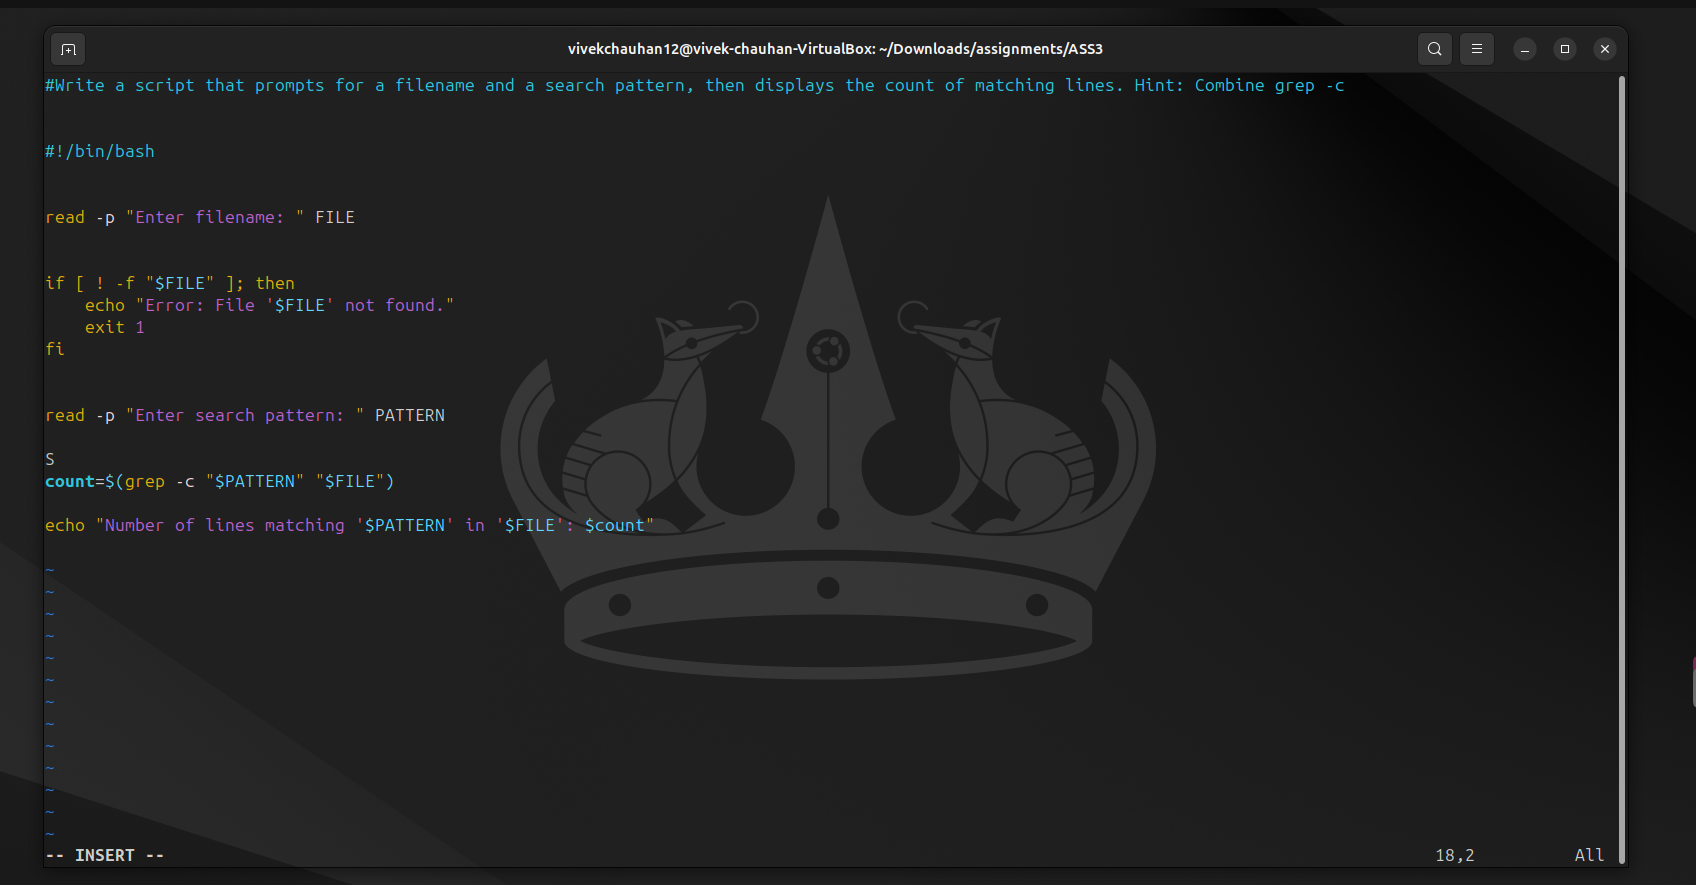 vivekchauhan12@vivek-chauhan-VirtualBox: ~/Downloads/assignments/ASS3
#Write a script that prompts for a filename and a search pattern, then displays the count of matching lines. Hint: Combine grep -c
#!/bin/bash
read -p "Enter filename: " FILE
if [ ! -f "$FILE" ]; then
    echo "Error: File '$FILE' not found."
    exit 1
fi
read -p "Enter search pattern: " PATTERN
S
count=$(grep -c "$PATTERN" "$FILE")
echo "Number of lines matching '$PATTERN' in '$FILE': $count"
~
~
~
~
~
~
~
~
~
~
~
~
~
-- INSERT -- 18,2 All